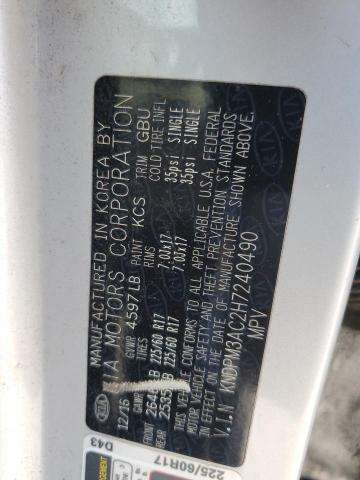 MANUFACTURED IN KOREA BY
KIA MOTORS CORPORATION
12/16 GVWR 4597LB PAINT KCS TRIM GBU
GAWR TIRES RIMS COLD TIRE INFL
FRONT 225/60 R17 7.0Jx17 35psi SINGLE
REAR 225/60 R17 7.0Jx17 35psi SINGLE
THIS VEHICLE CONFORMS TO ALL APPLICABLE U.S.A. FEDERAL
MOTOR VEHICLE SAFETY AND THEFT PREVENTION STANDARDS
IN EFFECT ON THE DATE OF MANUFACTURE SHOWN ABOVE.
V.I.N KNDPM3AC2H7240490
MPV
KIA
D43
225/60R17